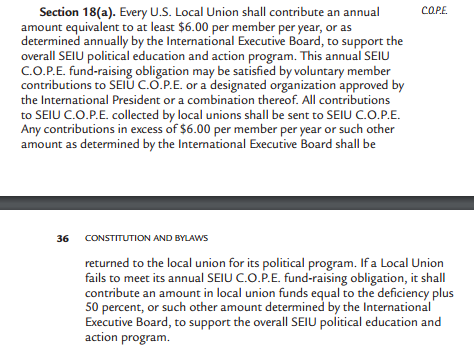 Section 18(a). Every U.S. Local Union shall contribute an annual
C.O.P.E.
amount equivalent to at least $6.00 per member per year, or as
determined annually by the International Executive Board, to support the
overall SEIU political education and action program. This annual SEIU
C.O.P.E. fund-raising obligation may be satisfied by voluntary member
contributions to SEIU C.O.P.E. or a designated organization approved by
the International President or a combination thereof. All contributions
to SEIU C.O.P.E. collected by local unions shall be sent to SEIU C.O.P.E.
Any contributions in excess of $6.00 per member per year or such other
amount as determined by the International Executive Board shall be
36 CONSTITUTION AND BYLAWS
returned to the local union for its political program. If a Local Union
fails to meet its annual SEIU C.O.P.E. fund-raising obligation, it shall
contribute an amount in local union funds equal to the deficiency plus
50 percent, or such other amount determined by the International
Executive Board, to support the overall SEIU political education and
action program.